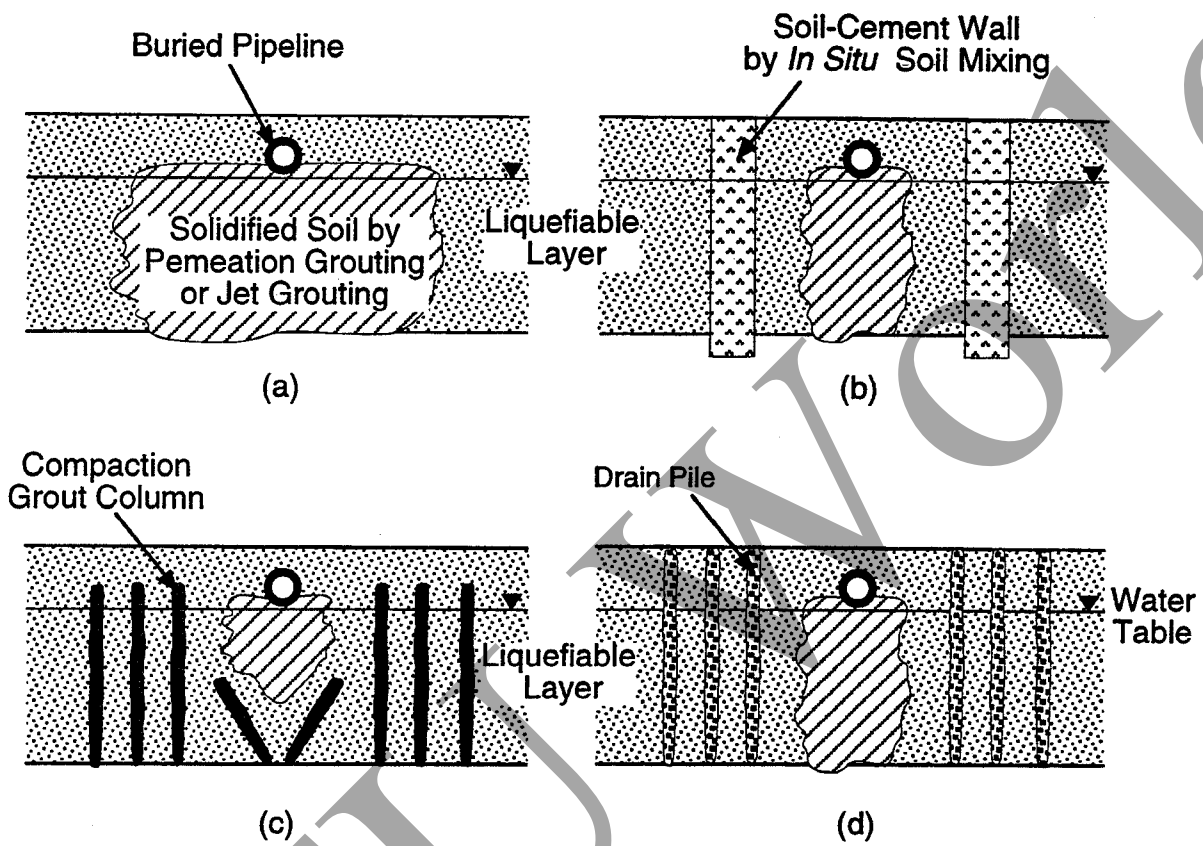 Buried Pipeline
Soil-Cement Wall
by In Situ Soil Mixing
Solidified Soil by
Pemeation Grouting
or Jet Grouting
Liquefiable
Layer
(a)
(b)
Compaction
Grout Column
Drain Pile
Liquefiable
Layer
Water
Table
(c)
(d)
U World